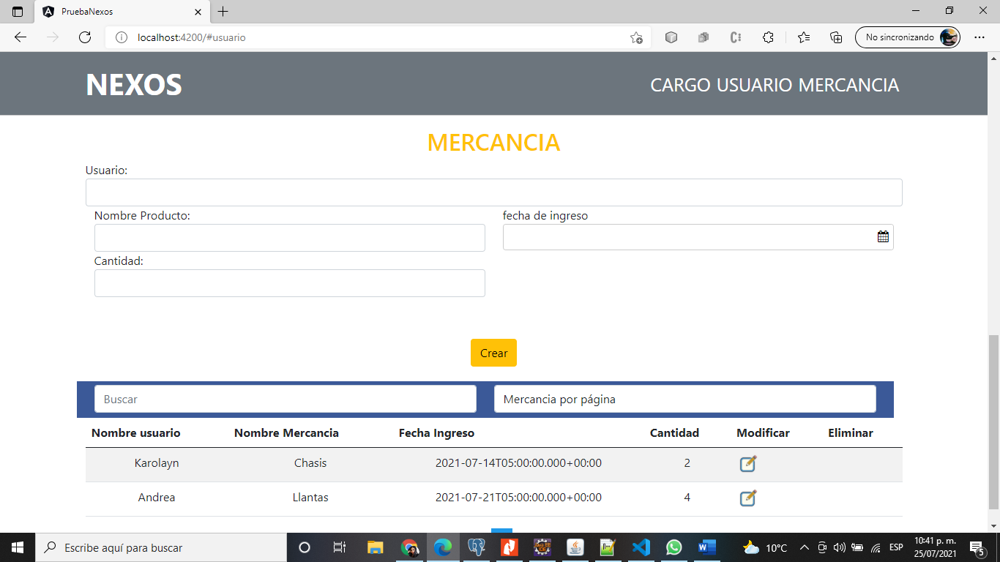 PruebaNexos
localhost:4200/#usuario
No sincronizando
NEXOS
CARGO USUARIO MERCANCIA
MERCANCIA
Usuario:
Nombre Producto:
fecha de ingreso
Cantidad:
Crear
Buscar
Mercancia por página
Nombre usuario Nombre Mercancia Fecha Ingreso Cantidad Modificar Eliminar
Karolayn Chasis 2021-07-14T05:00:00.000+00:00 2
Andrea Llantas 2021-07-21T05:00:00.000+00:00 4
Escribe aquí para buscar
10°C
ESP
10:41 p. m.
25/07/2021
5